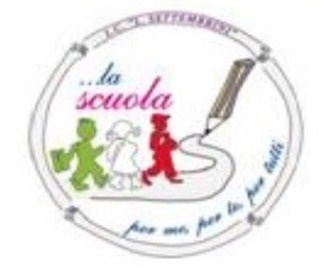 I.C. "L. SETTEMBRINI"
...la
scuola
per me, per te, per tutti